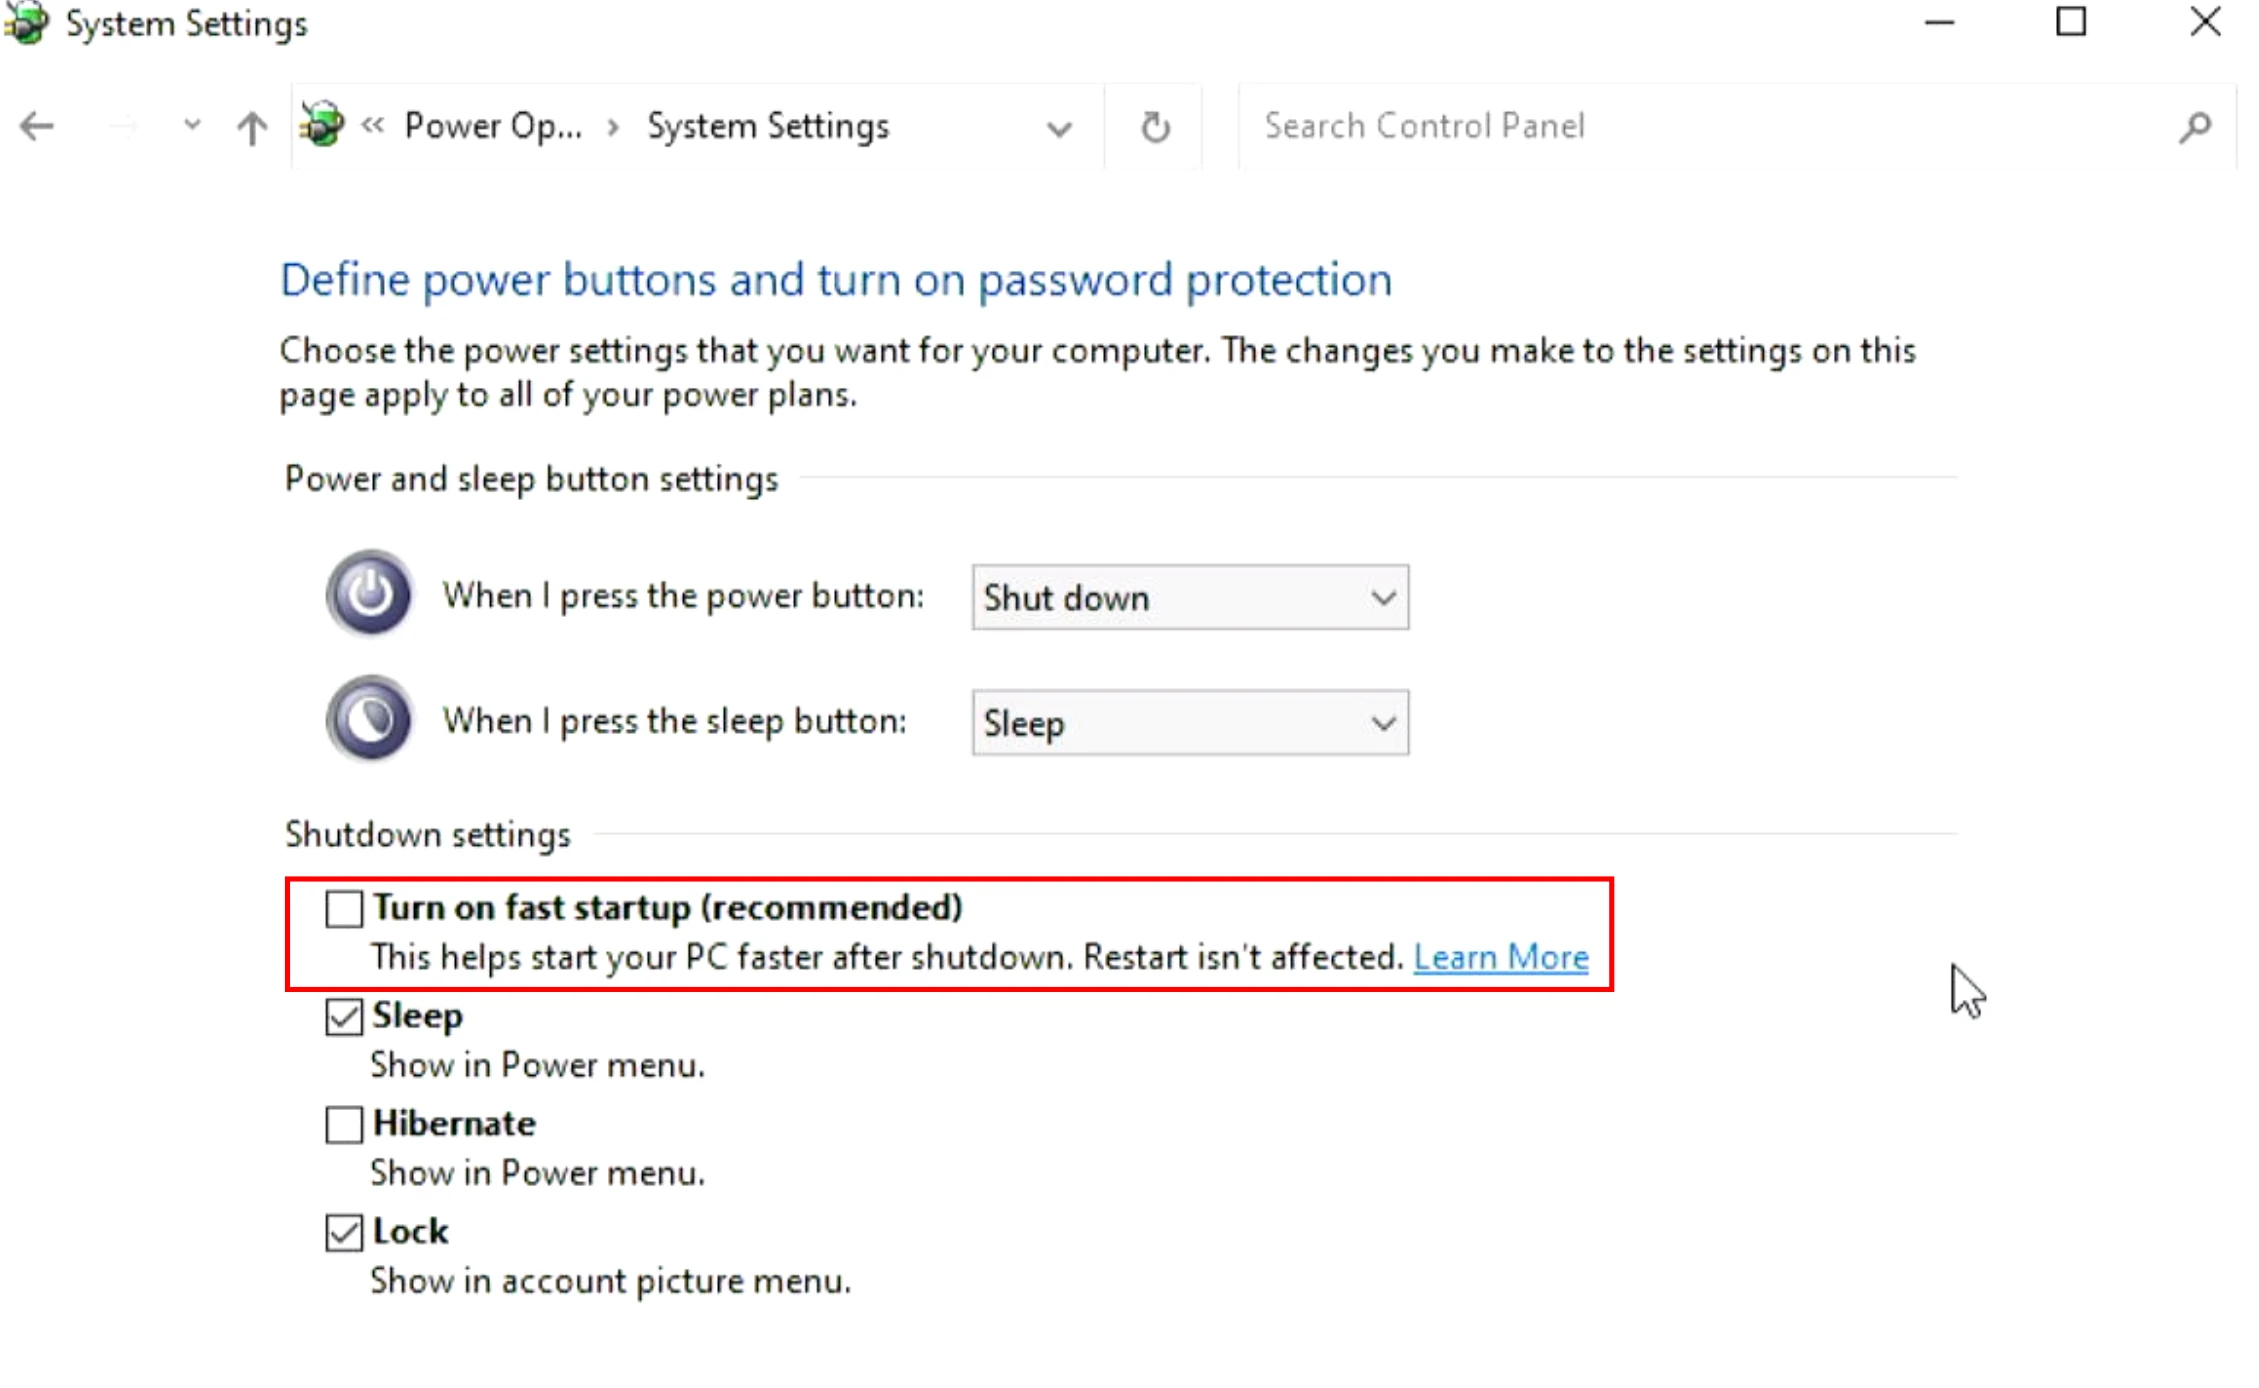 System Settings
« Power Op... › System Settings
Search Control Panel
Define power buttons and turn on password protection
Choose the power settings that you want for your computer. The changes you make to the settings on this
page apply to all of your power plans.
Power and sleep button settings
When I press the power button: Shut down
When I press the sleep button: Sleep
Shutdown settings
Turn on fast startup (recommended)
This helps start your PC faster after shutdown. Restart isn't affected. Learn More
Sleep
Show in Power menu.
Hibernate
Show in Power menu.
Lock
Show in account picture menu.